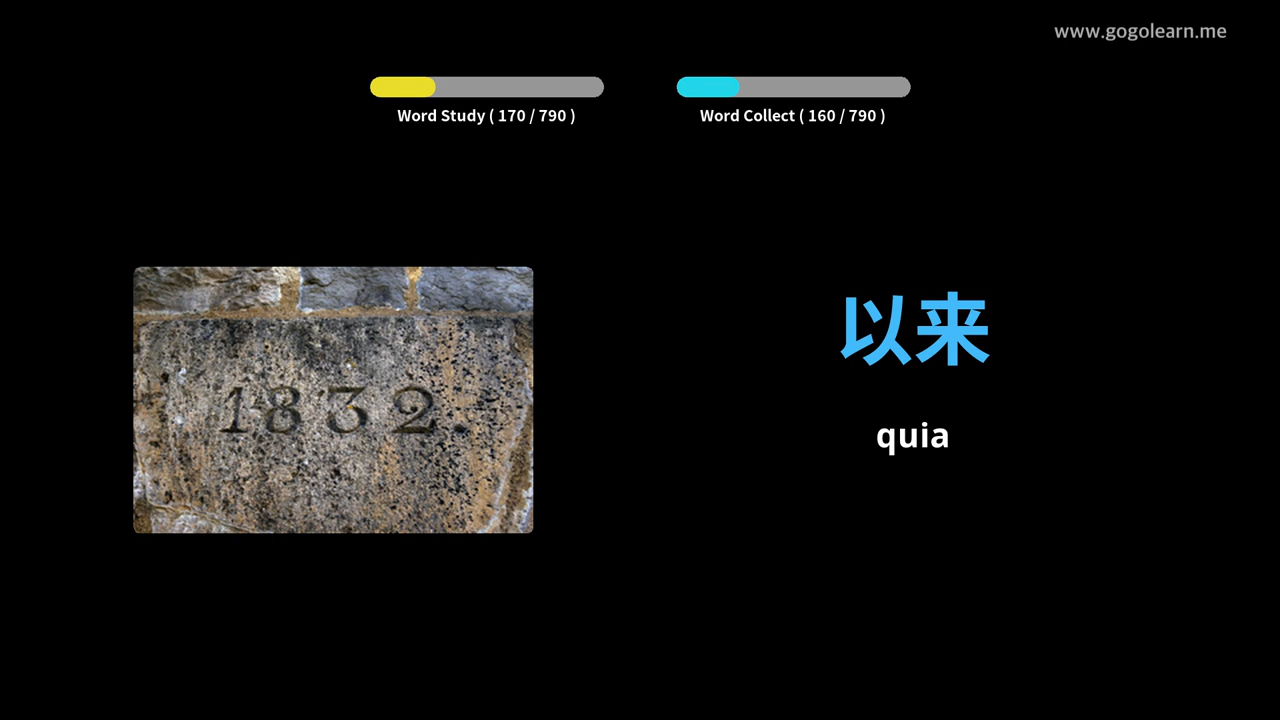 www.gogolearn.me
Word Study ( 170 / 790 )
Word Collect ( 160 / 790 )
1832.
以来
quia